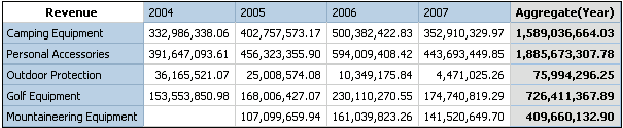 Revenue 2004 2005 2006 2007 Aggregate(Year)
Camping Equipment 332,986,338.06 402,757,573.17 500,382,422.83 352,910,329.97 1,589,036,664.03
Personal Accessories 391,647,093.61 456,323,355.90 594,009,408.42 443,693,449.85 1,885,673,307.78
Outdoor Protection 36,165,521.07 25,008,574.08 10,349,175.84 4,471,025.26 75,994,296.25
Golf Equipment 153,553,850.98 168,006,427.07 230,110,270.55 174,740,819.29 726,411,367.89
Mountaineering Equipment 107,099,659.94 161,039,823.26 141,520,649.70 409,660,132.90